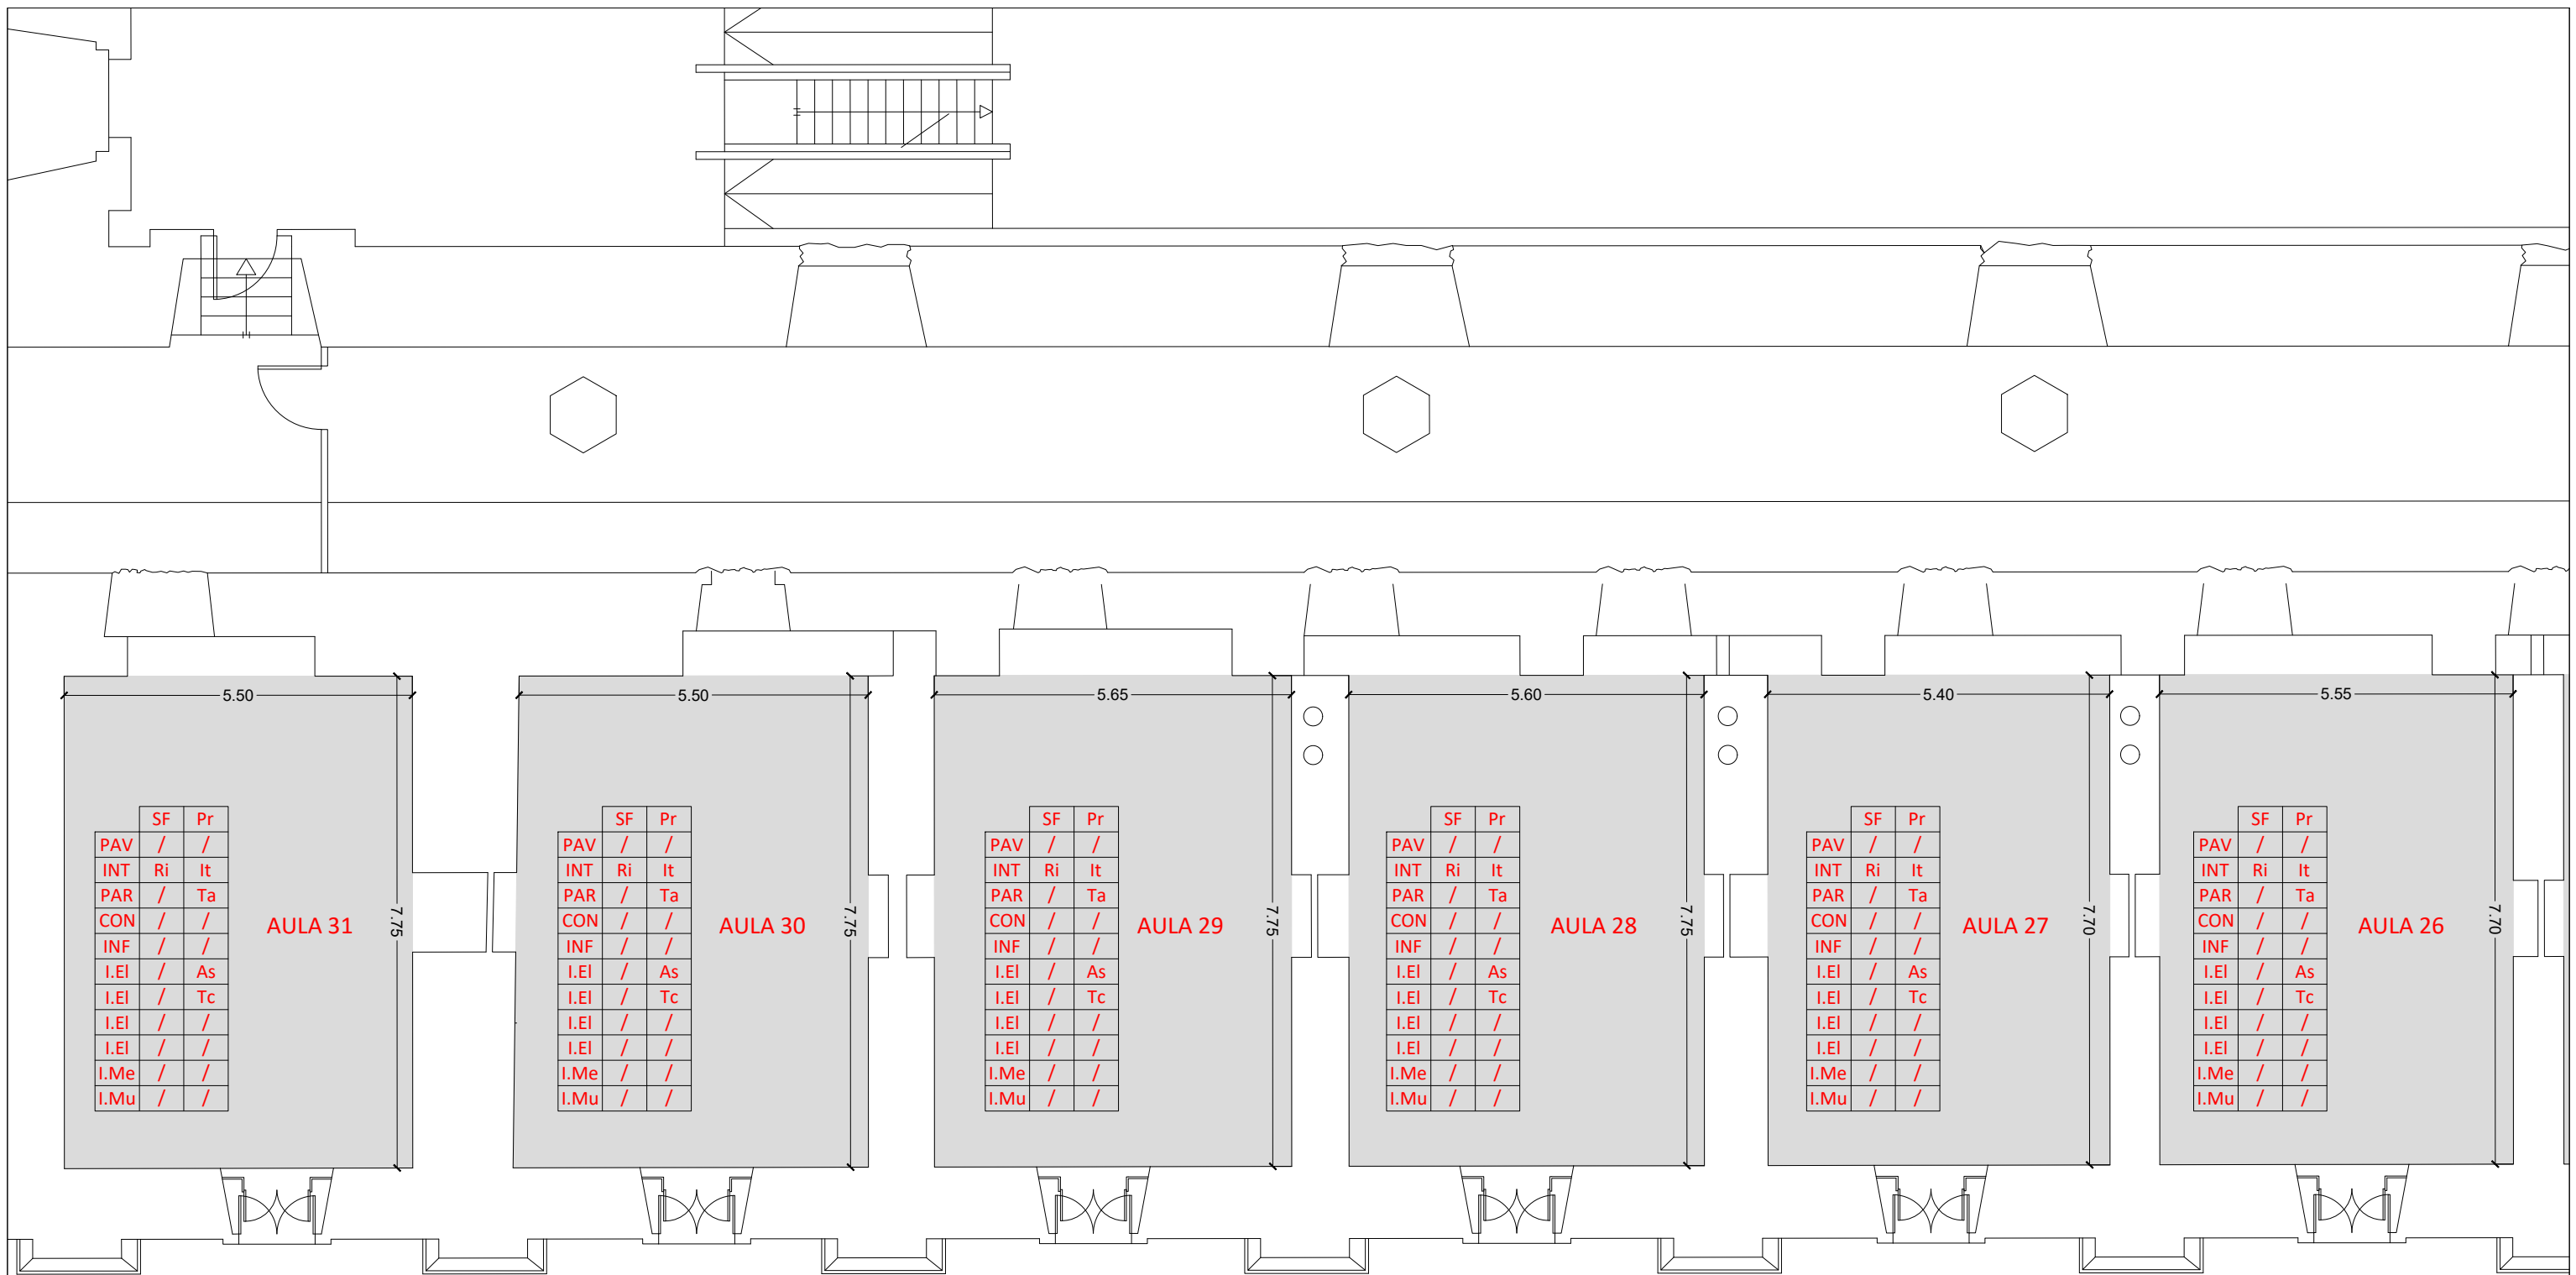 5.50
5.50
5.65
5.60
5.40
5.55
7.75
7.75
7.75
7.75
7.70
7.70
SF Pr
PAV / /
INT Ri It
PAR / Ta
CON / /
INF / /
I.El / As
I.El / Tc
I.El / /
I.El / /
I.Me / /
I.Mu / /
AULA 31
SF Pr
PAV / /
INT Ri It
PAR / Ta
CON / /
INF / /
I.El / As
I.El / Tc
I.El / /
I.El / /
I.Me / /
I.Mu / /
AULA 30
SF Pr
PAV / /
INT Ri It
PAR / Ta
CON / /
INF / /
I.El / As
I.El / Tc
I.El / /
I.El / /
I.Me / /
I.Mu / /
AULA 29
SF Pr
PAV / /
INT Ri It
PAR / Ta
CON / /
INF / /
I.El / As
I.El / Tc
I.El / /
I.El / /
I.Me / /
I.Mu / /
AULA 28
SF Pr
PAV / /
INT Ri It
PAR / Ta
CON / /
INF / /
I.El / As
I.El / Tc
I.El / /
I.El / /
I.Me / /
I.Mu / /
AULA 27
SF Pr
PAV / /
INT Ri It
PAR / Ta
CON / /
INF / /
I.El / As
I.El / Tc
I.El / /
I.El / /
I.Me / /
I.Mu / /
AULA 26